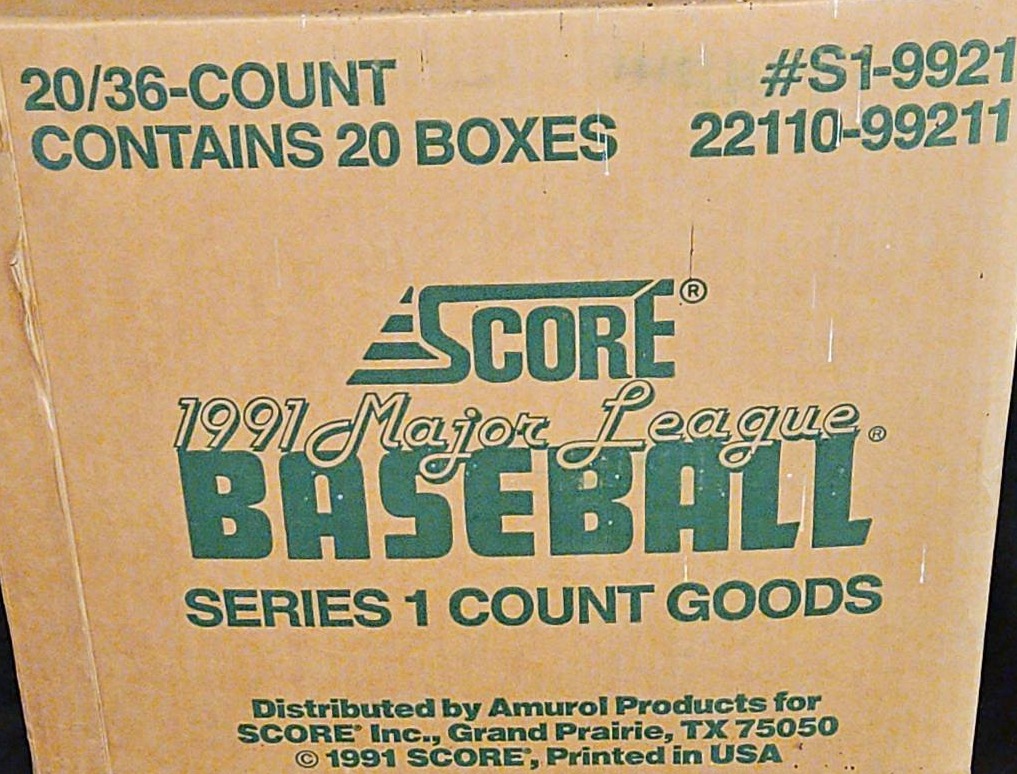 20/36-COUNT #S1-9921
CONTAINS 20 BOXES 22110-99211
SCORE®
1991 Major League
BASEBALL®
SERIES 1 COUNT GOODS
Distributed by Amurol Products for
SCORE® Inc., Grand Prairie, TX 75050
© 1991 SCORE®, Printed in USA